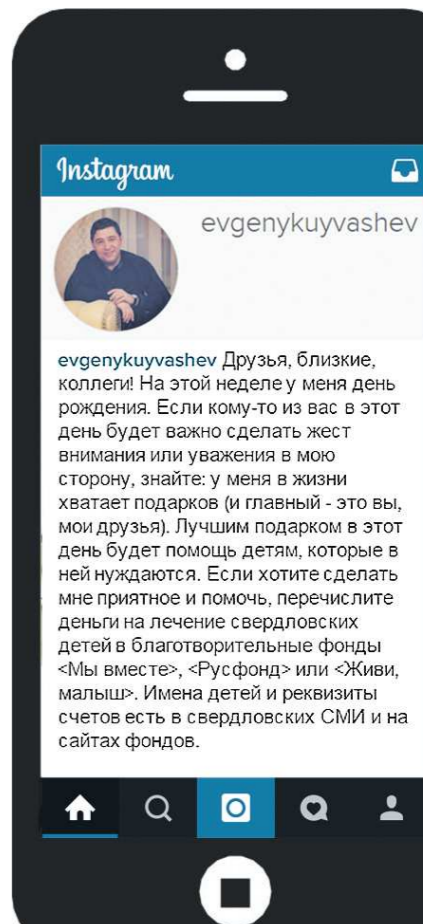 Instagram
evgenykuyvashev
evgenykuyvashev Друзья, близкие,
коллеги! На этой неделе у меня день
рождения. Если кому-то из вас в этот
день будет важно сделать жест
внимания или уважения в мою
сторону, знайте: у меня в жизни
хватает подарков (и главный - это вы,
мои друзья). Лучшим подарком в этот
день будет помощь детям, которые в
ней нуждаются. Если хотите сделать
мне приятное и помочь, перечислите
деньги на лечение свердловских
детей в благотворительные фонды
<Мы вместе>, <Русфонд> или <Живи,
малыш>. Имена детей и реквизиты
счетов есть в свердловских СМИ и на
сайтах фондов.